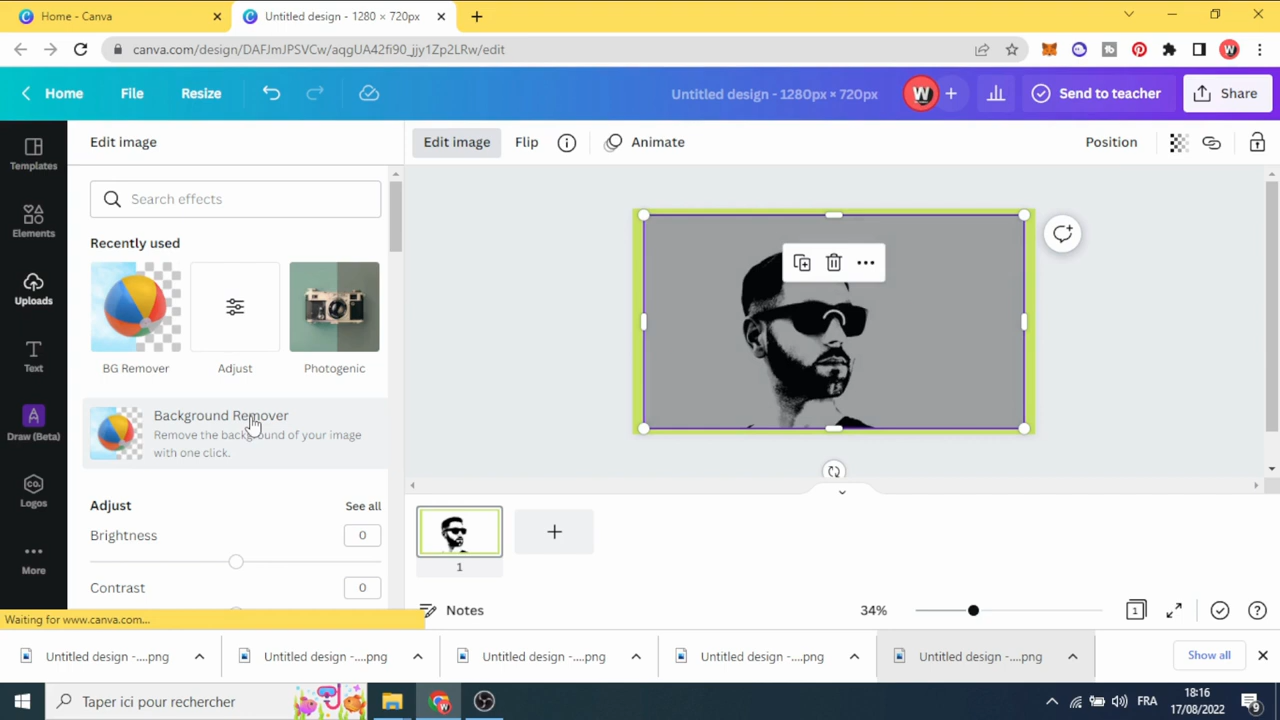 Home - Canva
Untitled design - 1280 × 720px
canva.com/design/DAFJmJPSVCw/aqgUA42fi90_jjy1Zp2LRw/edit
Home
File
Resize
Untitled design - 1280px × 720px
W
Send to teacher
Share
Templates
Elements
Uploads
Text
Draw (Beta)
Logos
More
Edit image
Search effects
Recently used
BG Remover
Adjust
Photogenic
Background Remover
Remove the background of your image
with one click.
Adjust
See all
Brightness
0
Contrast
0
Edit image
Flip
Animate
Position
1
Notes
34%
1
Waiting for www.canva.com...
Untitled design -....png
Untitled design -....png
Untitled design -....png
Untitled design -....png
Untitled design -....png
Show all
Taper ici pour rechercher
FRA
18:16
17/08/2022
9